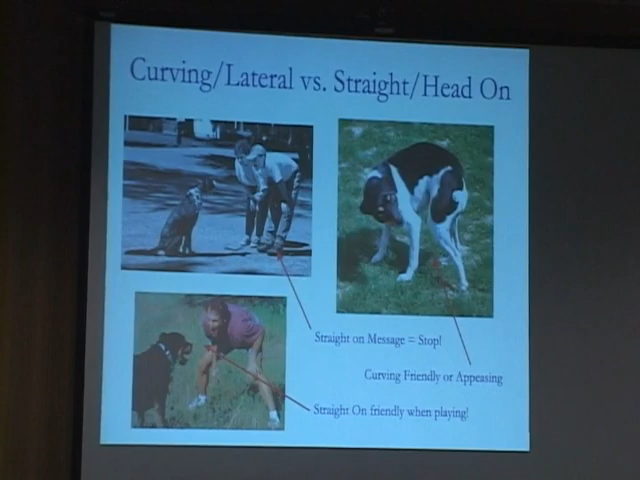 Curving/Lateral vs. Straight/Head On
Straight on Message = Stop!
Curving Friendly or Appeasing
Straight On friendly when playing!